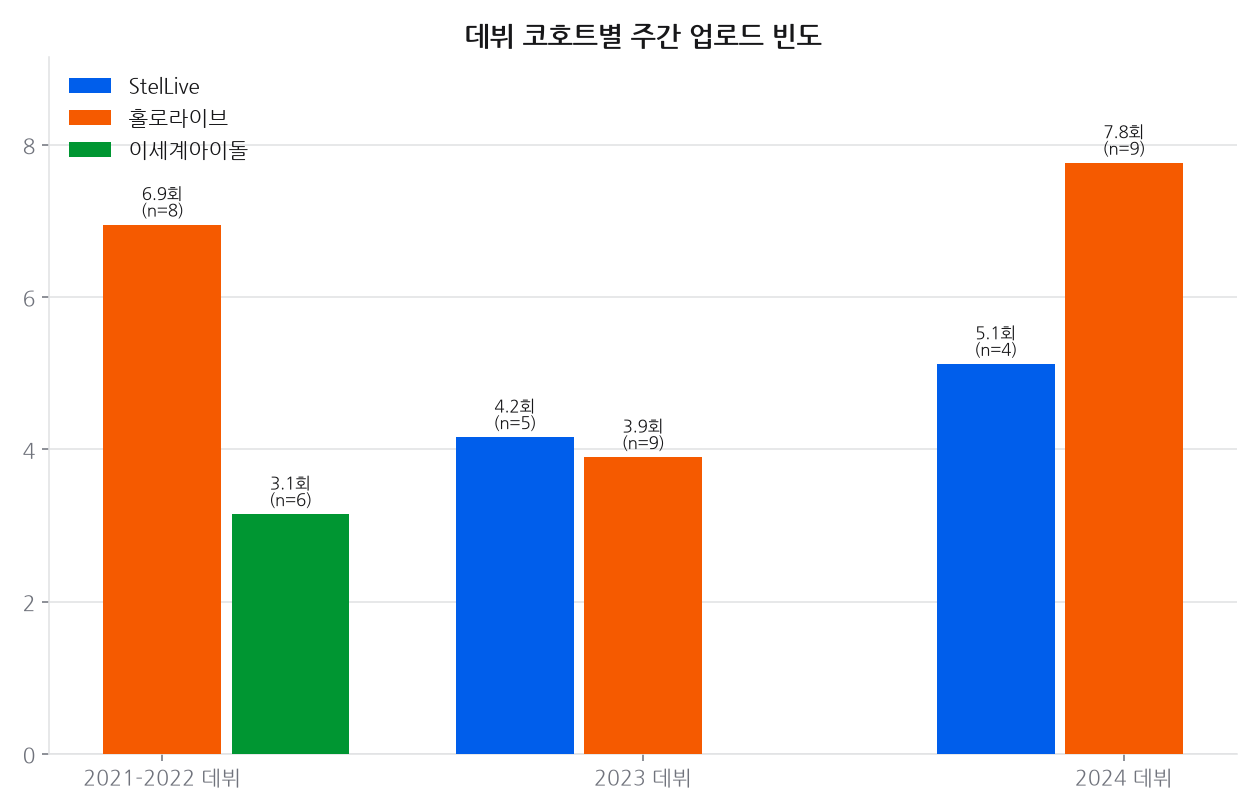 데뷔 코호트별 주간 업로드 빈도
StelLive
홀로라이브
이세계아이돌
8
6
4
2
0
6.9회
(n=8)
3.1회
(n=6)
4.2회
(n=5)
3.9회
(n=9)
5.1회
(n=4)
7.8회
(n=9)
2021-2022 데뷔
2023 데뷔
2024 데뷔